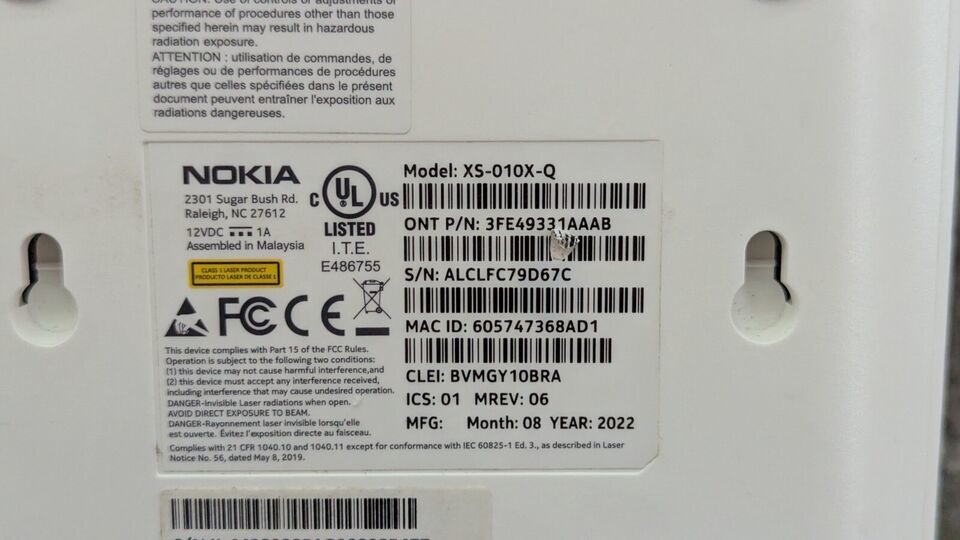 CAUTION: Use of controls or adjustments or
performance of procedures other than those
specified herein may result in hazardous
radiation exposure.
ATTENTION : utilisation de commandes, de
réglages ou de performances de procédures
autres que celles spécifiées dans le présent
document peuvent entraîner l'exposition aux
radiations dangereuses.
NOKIA
2301 Sugar Bush Rd.
Raleigh, NC 27612
12VDC 1A
Assembled in Malaysia
CLASS 1 LASER PRODUCT
PRODUCTO LASER DE CLASSE 1
C UL US
®
LISTED
I.T.E.
E486755
FCC CE
This device complies with Part 15 of the FCC Rules.
Operation is subject to the following two conditions:
(1) this device may not cause harmful interference,and
(2) this device must accept any interference received,
including interference that may cause undesired operation.
DANGER-Invisible Laser radiations when open.
AVOID DIRECT EXPOSURE TO BEAM.
DANGER-Rayonnement laser invisible lorsqu'elle
est ouverte. Évitez l'exposition directe au faisceau.
Complies with 21 CFR 1040.10 and 1040.11 except for conformance with IEC 60825-1 Ed. 3., as described in Laser
Notice No. 56, dated May 8, 2019.
Model: XS-010X-Q
ONT P/N: 3FE49331AAAB
S/N: ALCLFC79D67C
MAC ID: 605747368AD1
CLEI: BVMGY10BRA
ICS: 01 MREV: 06
MFG: Month: 08 YEAR: 2022